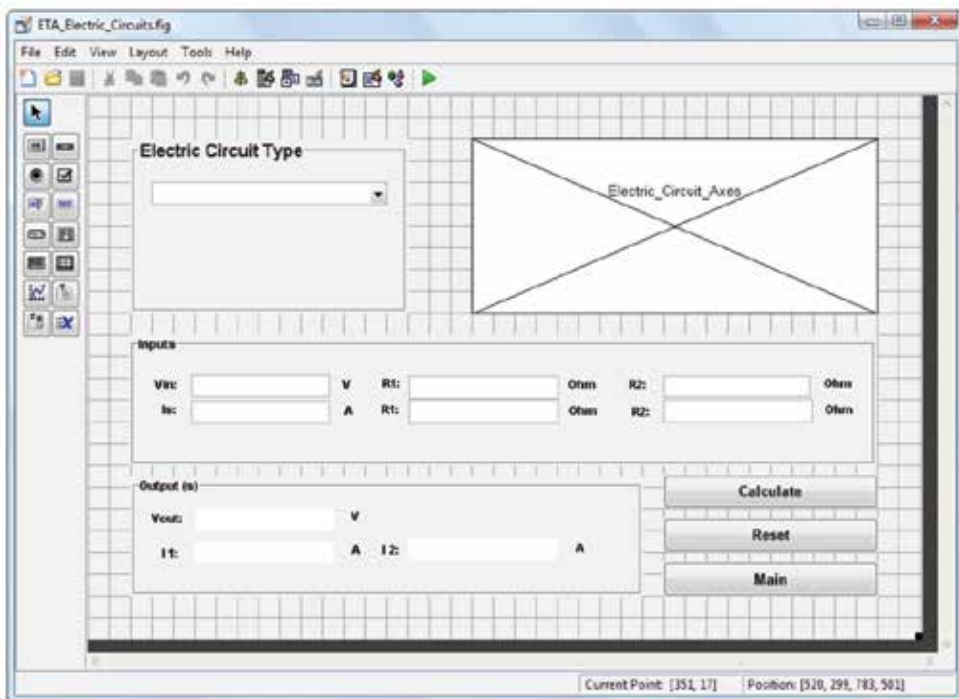 ETA_Electric_Circuits.fig
File Edit View Layout Tools Help
Electric Circuit Type
Electric_Circuit_Axes
Inputs
Vin: V R1: Ohm R2: Ohm
Is: A R1: Ohm R2: Ohm
Output (s)
Vout: V
I1: A I2: A
Calculate
Reset
Main
Current Point: [351, 17] Position: [520, 299, 783, 501]